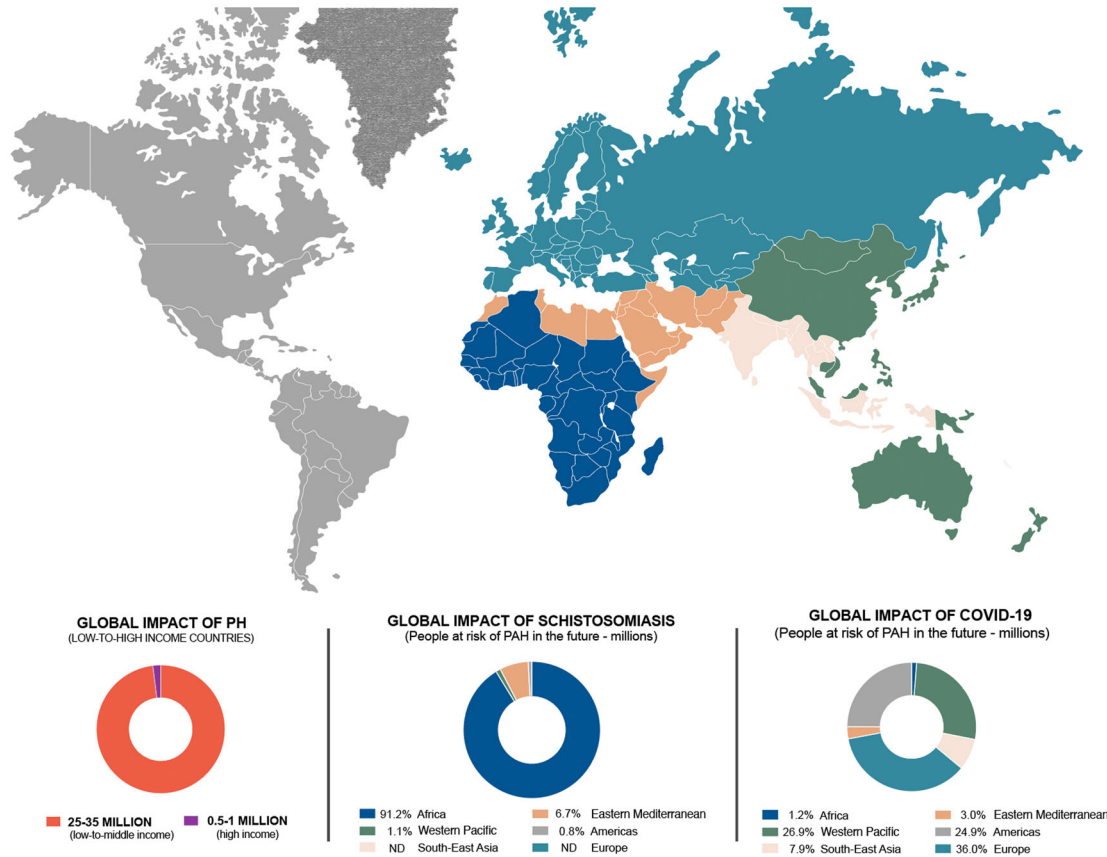 GLOBAL IMPACT OF PH
(LOW-TO-HIGH INCOME COUNTRIES)
25-35 MILLION
(low-to-middle income)
0.5-1 MILLION
(high income)
GLOBAL IMPACT OF SCHISTOSOMIASIS
(People at risk of PAH in the future - millions)
91.2% Africa
6.7% Eastern Mediterranean
1.1% Western Pacific
0.8% Americas
ND South-East Asia
ND Europe
GLOBAL IMPACT OF COVID-19
(People at risk of PAH in the future - millions)
1.2% Africa
3.0% Eastern Mediterranean
26.9% Western Pacific
24.9% Americas
7.9% South-East Asia
36.0% Europe